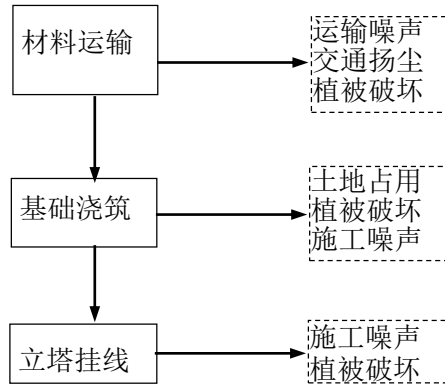 材料运输
运输噪声
交通扬尘
植被破坏
基础浇筑
土地占用
植被破坏
施工噪声
立塔挂线
施工噪声
植被破坏